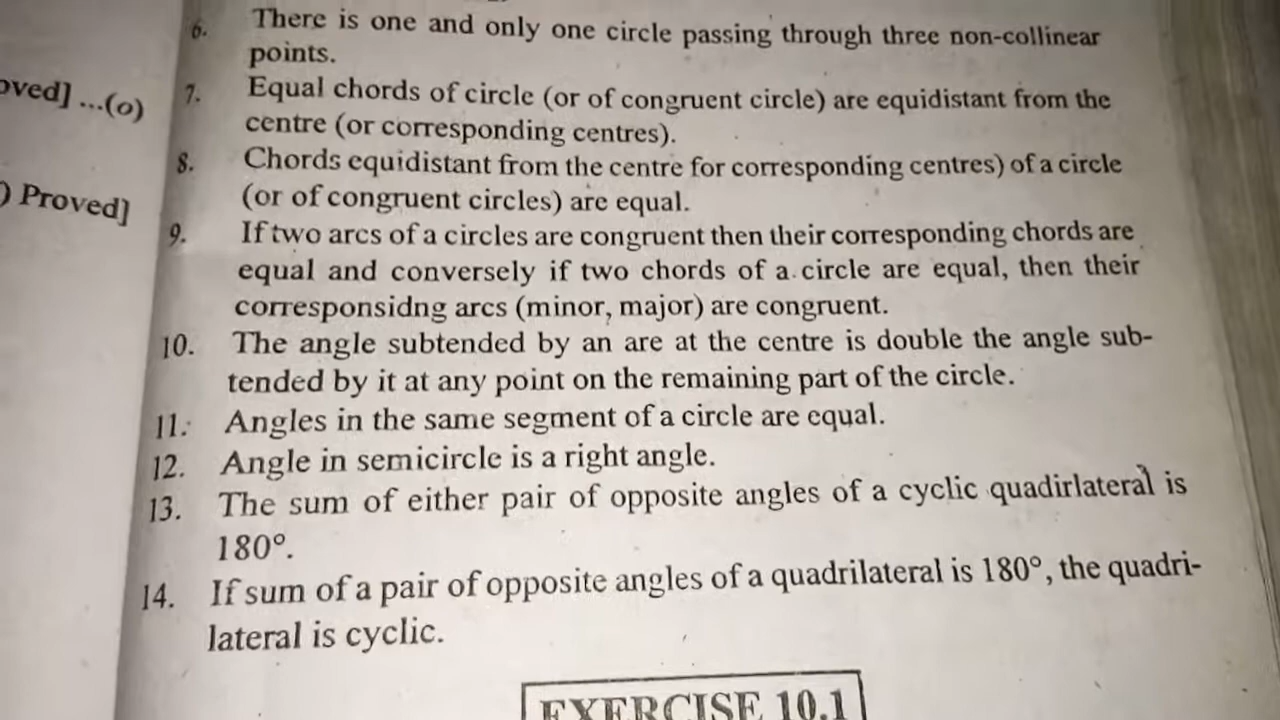 6. There is one and only one circle passing through three non-collinear
points.
oved] ...(o)
7. Equal chords of circle (or of congruent circle) are equidistant from the
centre (or corresponding centres).
8. Chords equidistant from the centre for corresponding centres) of a circle
(or of congruent circles) are equal.
) Proved]
9. If two arcs of a circles are congruent then their corresponding chords are
equal and conversely if two chords of a circle are equal, then their
corresponsidng arcs (minor, major) are congruent.
10. The angle subtended by an are at the centre is double the angle sub-
tended by it at any point on the remaining part of the circle.
11. Angles in the same segment of a circle are equal.
12. Angle in semicircle is a right angle.
13. The sum of either pair of opposite angles of a cyclic quadirlateral is
180°.
14. If sum of a pair of opposite angles of a quadrilateral is 180°, the quadri-
lateral is cyclic.
EXERCISE 10.1